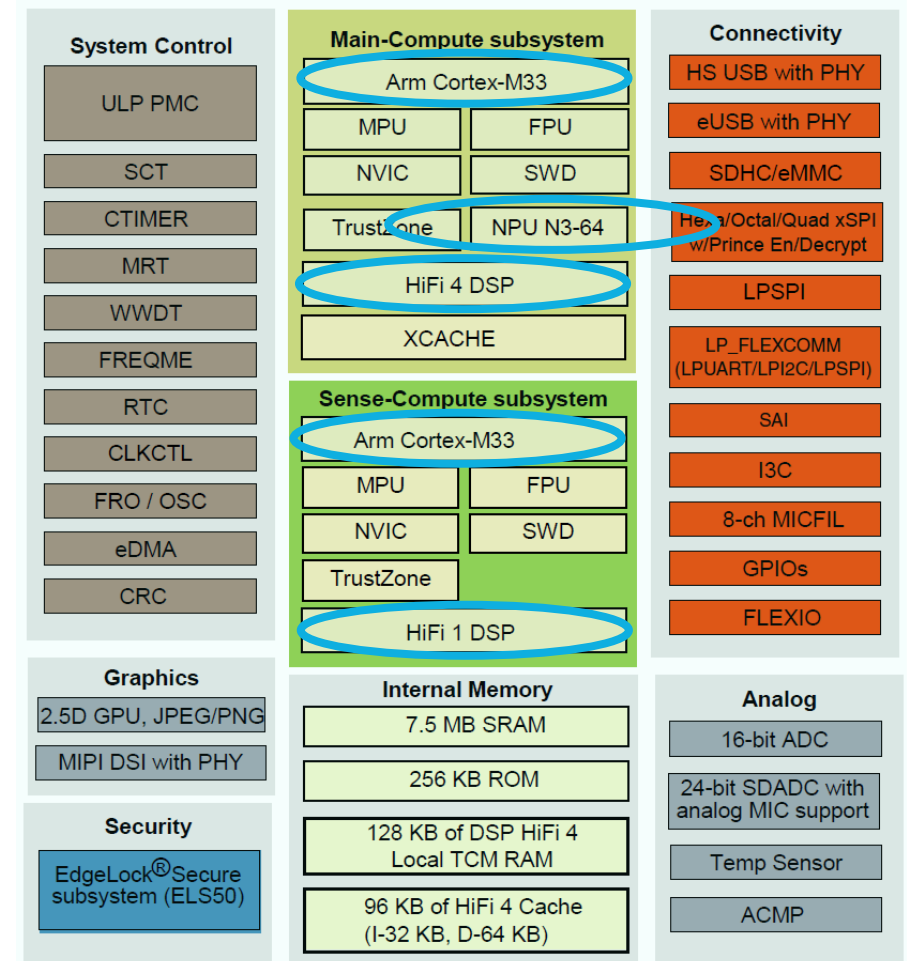 System Control
ULP PMC
SCT
CTIMER
MRT
WWDT
FREQME
RTC
CLKCTL
FRO / OSC
eDMA
CRC
Graphics
2.5D GPU, JPEG/PNG
MIPI DSI with PHY
Security
EdgeLock®Secure
subsystem (ELS50)
Main-Compute subsystem
Arm Cortex-M33
MPU
FPU
NVIC
SWD
TrustZone
NPU N3-64
HiFi 4 DSP
XCACHE
Sense-Compute subsystem
Arm Cortex-M33
MPU
FPU
NVIC
SWD
TrustZone
HiFi 1 DSP
Internal Memory
7.5 MB SRAM
256 KB ROM
128 KB of DSP HiFi 4
Local TCM RAM
96 KB of HiFi 4 Cache
(I-32 KB, D-64 KB)
Connectivity
HS USB with PHY
eUSB with PHY
SDHC/eMMC
Hexa/Octal/Quad xSPI
w/Prince En/Decrypt
LPSPI
LP_FLEXCOMM
(LPUART/LPI2C/LPSPI)
SAI
I3C
8-ch MICFIL
GPIOs
FLEXIO
Analog
16-bit ADC
24-bit SDADC with
analog MIC support
Temp Sensor
ACMP